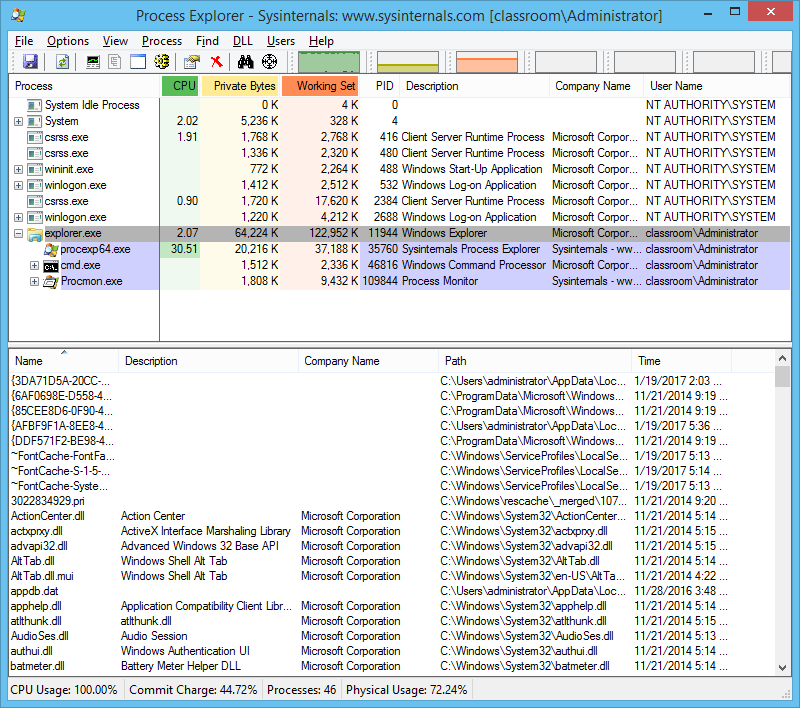 Process Explorer - Sysinternals: www.sysinternals.com [classroom\Administrator]
File Options View Process Find DLL Users Help
Process CPU Private Bytes Working Set PID Description Company Name User Name
System Idle Process 0 K 4 K 0 NT AUTHORITY\SYSTEM
System 2.02 5,236 K 328 K 4 NT AUTHORITY\SYSTEM
csrss.exe 1.91 1,768 K 2,768 K 416 Client Server Runtime Process Microsoft Corpor... NT AUTHORITY\SYSTEM
csrss.exe 1,336 K 2,320 K 480 Client Server Runtime Process Microsoft Corpor... NT AUTHORITY\SYSTEM
wininit.exe 772 K 2,264 K 488 Windows Start-Up Application Microsoft Corpor... NT AUTHORITY\SYSTEM
winlogon.exe 1,412 K 2,512 K 532 Windows Log-on Application Microsoft Corpor... NT AUTHORITY\SYSTEM
csrss.exe 0.90 1,720 K 17,620 K 2384 Client Server Runtime Process Microsoft Corpor... NT AUTHORITY\SYSTEM
winlogon.exe 1,220 K 4,212 K 2688 Windows Log-on Application Microsoft Corpor... NT AUTHORITY\SYSTEM
explorer.exe 2.07 64,224 K 122,952 K 11944 Windows Explorer Microsoft Corpor... classroom\Administrator
procexp64.exe 30.51 20,216 K 37,188 K 35760 Sysinternals Process Explorer Sysinternals - ww... classroom\Administrator
C:\ cmd.exe 1,512 K 2,336 K 46816 Windows Command Processor Microsoft Corpor... classroom\Administrator
Procmon.exe 1,808 K 9,432 K 109844 Process Monitor Sysinternals - ww... classroom\Administrator
Name Description Company Name Path Time
{3DA71D5A-20CC-... C:\Users\administrator\AppData\Loc... 1/19/2017 2:03 ...
{6AF0698E-D558-4... C:\ProgramData\Microsoft\Windows... 11/21/2014 9:19 ...
{85CEE8D6-0F90-4... C:\ProgramData\Microsoft\Windows... 11/21/2014 9:19 ...
{AFBF9F1A-8EE8-4... C:\Users\administrator\AppData\Loc... 1/19/2017 5:36 ...
{DDF571F2-BE98-4... C:\ProgramData\Microsoft\Windows... 11/21/2014 9:19 ...
~FontCache-FontFa... C:\Windows\ServiceProfiles\LocalSe... 1/19/2017 5:13 ...
~FontCache-S-1-5-... C:\Windows\ServiceProfiles\LocalSe... 1/19/2017 5:14 ...
~FontCache-Syste... C:\Windows\ServiceProfiles\LocalSe... 1/19/2017 5:13 ...
3022834929.pri C:\Windows\rescache\_merged\107... 11/21/2014 9:20 ...
ActionCenter.dll Action Center Microsoft Corporation C:\Windows\System32\ActionCenter... 11/21/2014 5:14 ...
actxprxy.dll ActiveX Interface Marshaling Library Microsoft Corporation C:\Windows\System32\actxprxy.dll 11/21/2014 5:15 ...
advapi32.dll Advanced Windows 32 Base API Microsoft Corporation C:\Windows\System32\advapi32.dll 11/21/2014 5:15 ...
AltTab.dll Windows Shell Alt Tab Microsoft Corporation C:\Windows\System32\AltTab.dll 11/21/2014 5:14 ...
AltTab.dll.mui Windows Shell Alt Tab Microsoft Corporation C:\Windows\System32\en-US\AltTa... 11/21/2014 4:22 ...
appdb.dat C:\Users\administrator\AppData\Loc... 11/28/2016 3:48 ...
apphelp.dll Application Compatibility Client Libr... Microsoft Corporation C:\Windows\System32\apphelp.dll 11/21/2014 5:14 ...
atlthunk.dll atlthunk.dll Microsoft Corporation C:\Windows\System32\atlthunk.dll 11/21/2014 5:15 ...
AudioSes.dll Audio Session Microsoft Corporation C:\Windows\System32\AudioSes.dll 11/21/2014 5:13 ...
authui.dll Windows Authentication UI Microsoft Corporation C:\Windows\System32\authui.dll 11/21/2014 5:15 ...
batmeter.dll Battery Meter Helper DLL Microsoft Corporation C:\Windows\System32\batmeter.dll 11/21/2014 5:14 ...
CPU Usage: 100.00% Commit Charge: 44.72% Processes: 46 Physical Usage: 72.24%